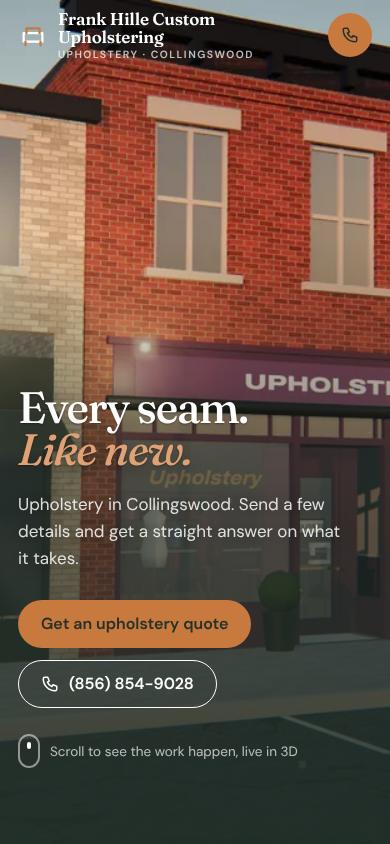 Frank Hille Custom
Upholstering
UPHOLSTERY · COLLINGSWOOD
UPHOLST
Every seam.
Like new.
Upholstery
Upholstery in Collingswood. Send a few
details and get a straight answer on what
it takes.
Get an upholstery quote
(856) 854-9028
Scroll to see the work happen, live in 3D